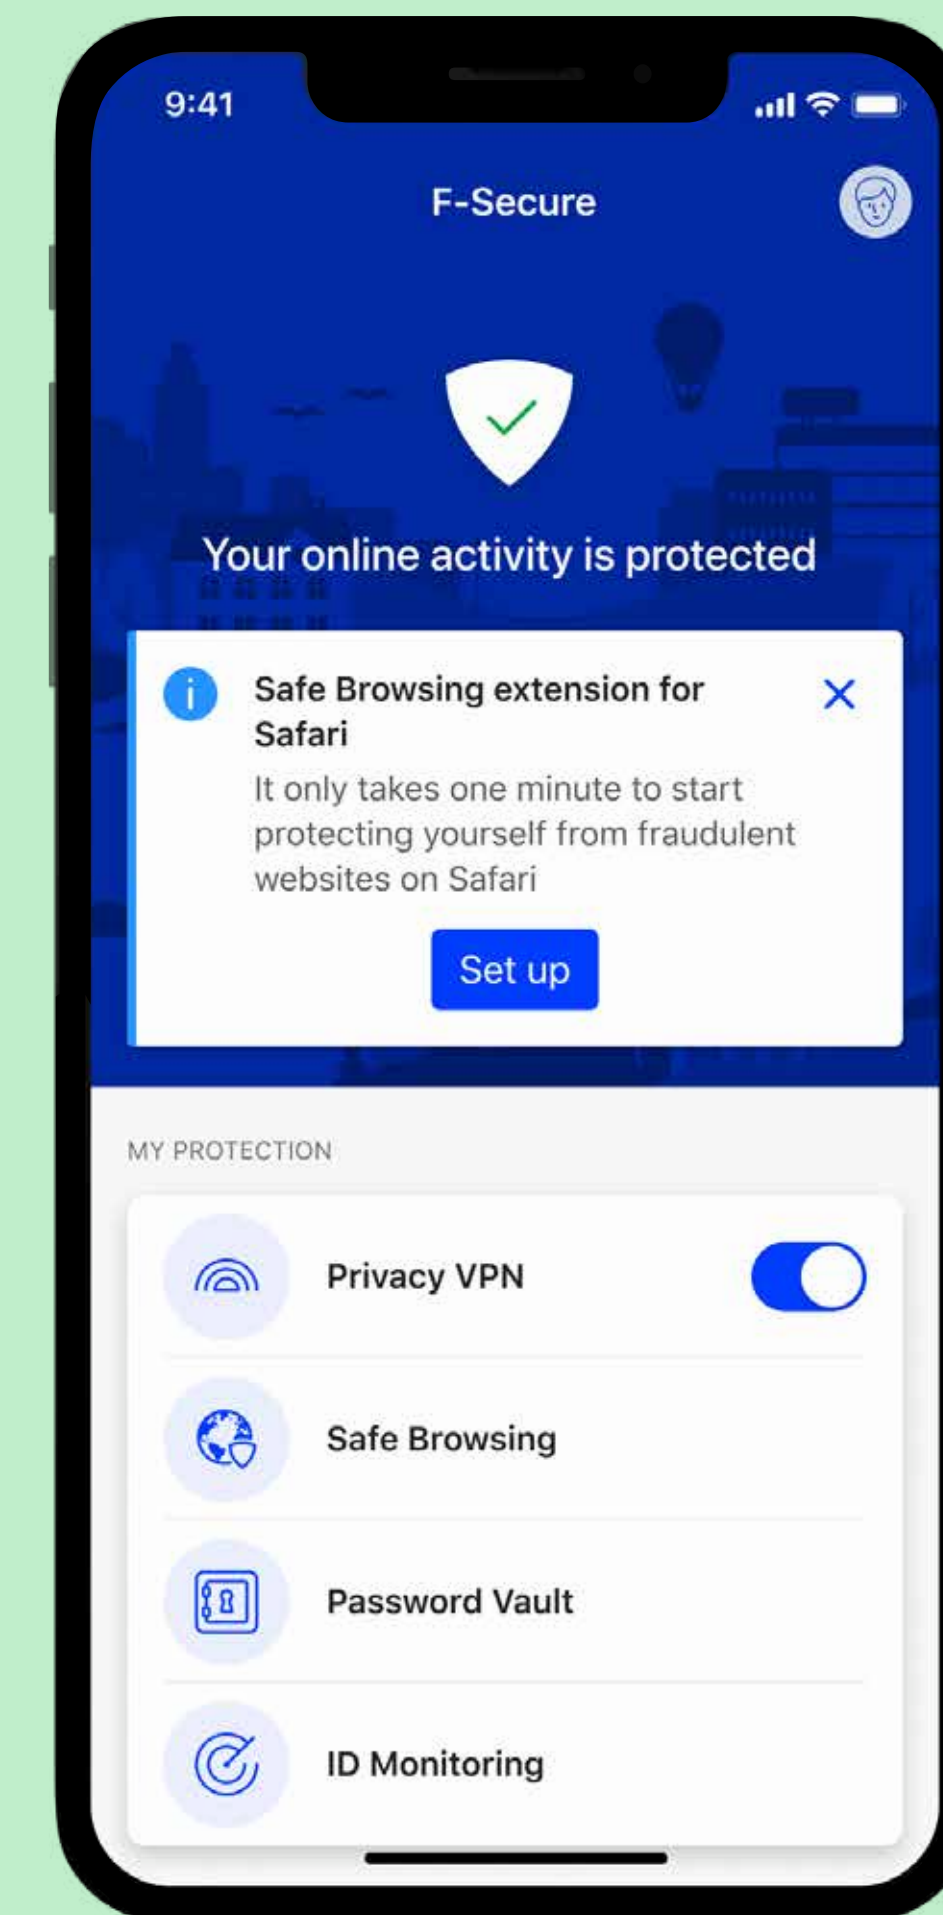 9:41
F-Secure
Your online activity is protected
Safe Browsing extension for
Safari
It only takes one minute to start
protecting yourself from fraudulent
websites on Safari
Set up
MY PROTECTION
Privacy VPN
Safe Browsing
Password Vault
ID Monitoring